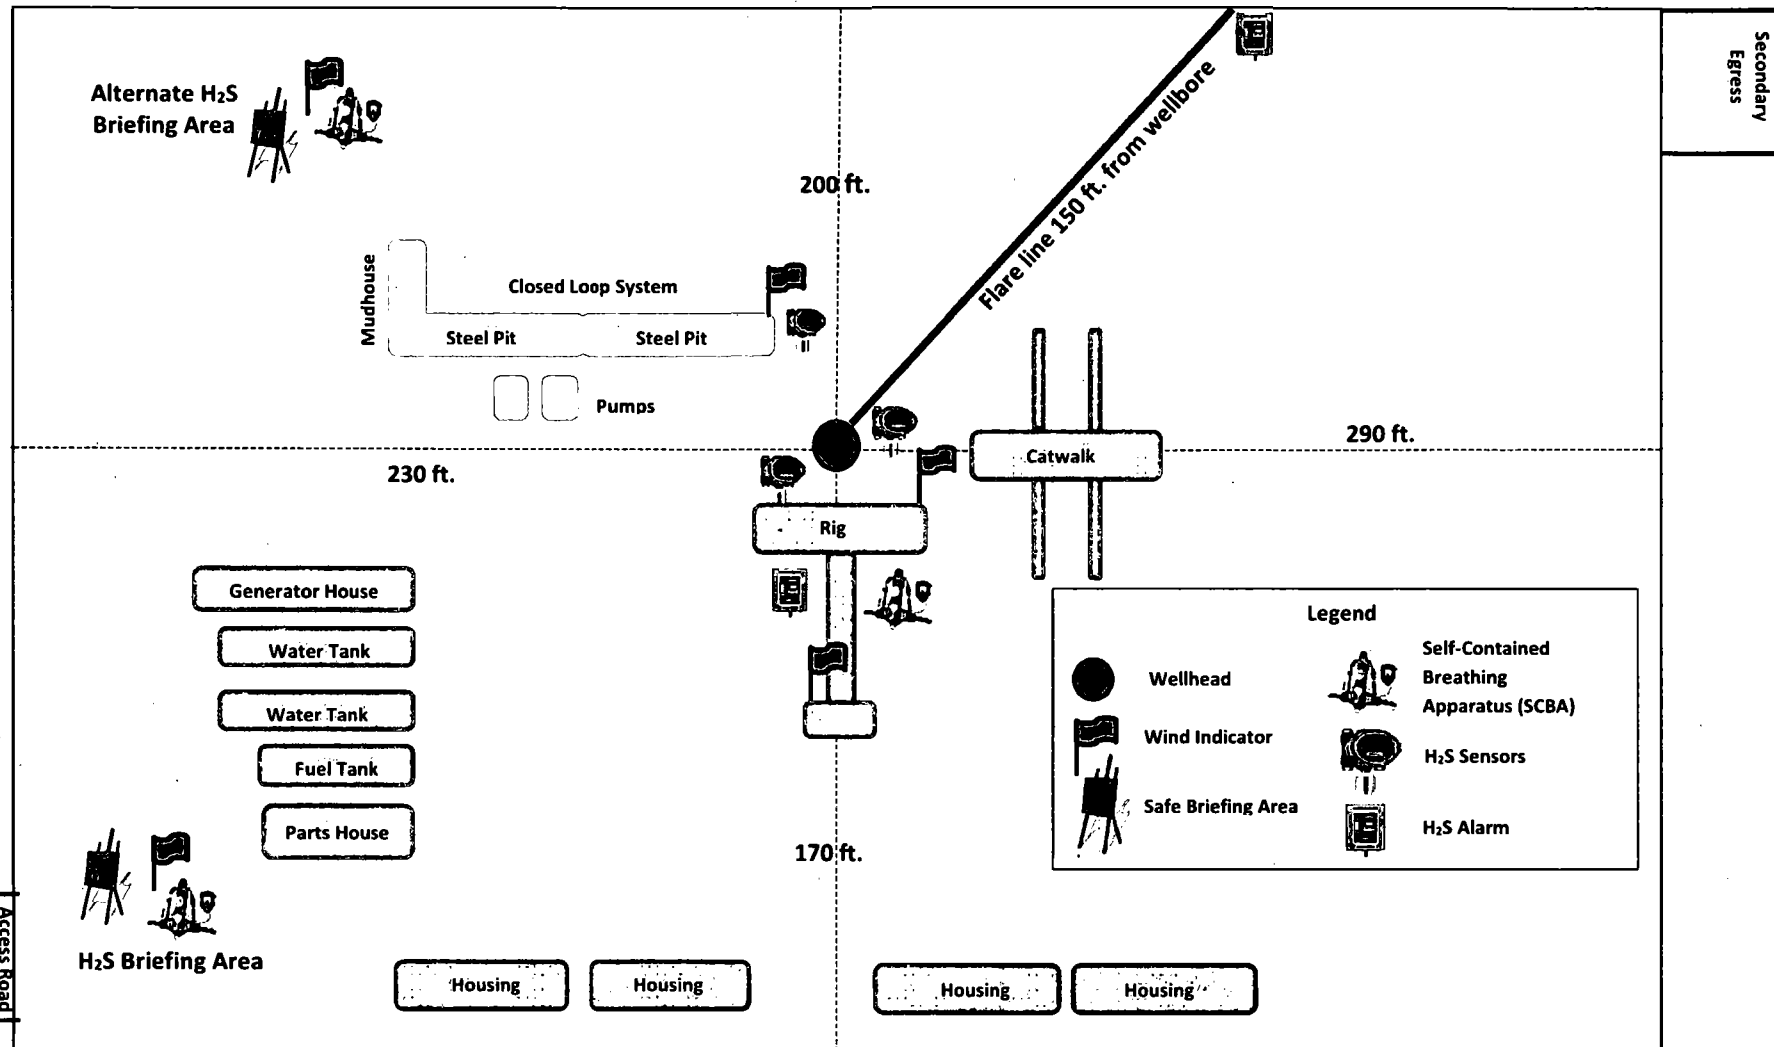 Secondary
Egress
Alternate H₂S
Briefing Area
200 ft.
Flare line 150 ft. from wellbore
Mudhouse
Closed Loop System
Steel Pit
Steel Pit
Pumps
290 ft.
230 ft.
Catwalk
Rig
Generator House
Water Tank
Water Tank
Fuel Tank
Parts House
170 ft.
Legend
Wellhead
Self-Contained
Breathing
Apparatus (SCBA)
Wind Indicator
H₂S Sensors
Safe Briefing Area
H₂S Alarm
Access Road
H₂S Briefing Area
Housing
Housing
Housing
Housing